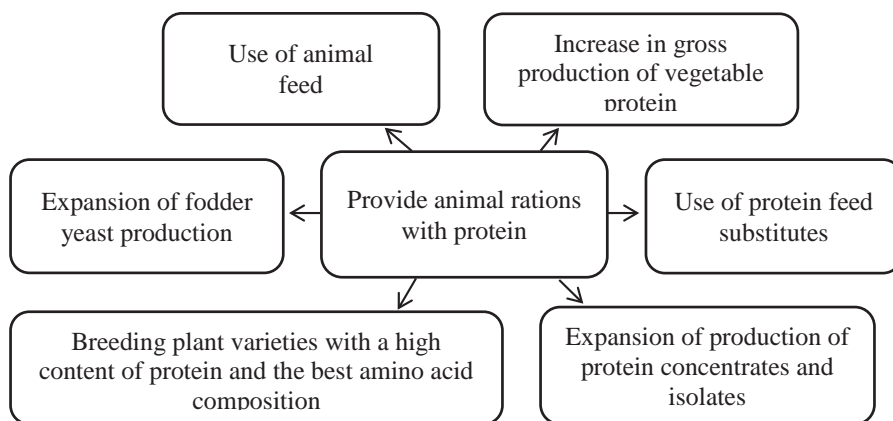 Use of animal
feed
Increase in gross
production of vegetable
protein
Expansion of fodder
yeast production
Provide animal rations
with protein
Use of protein feed
substitutes
Breeding plant varieties with a high
content of protein and the best amino acid
composition
Expansion of production of
protein concentrates and
isolates